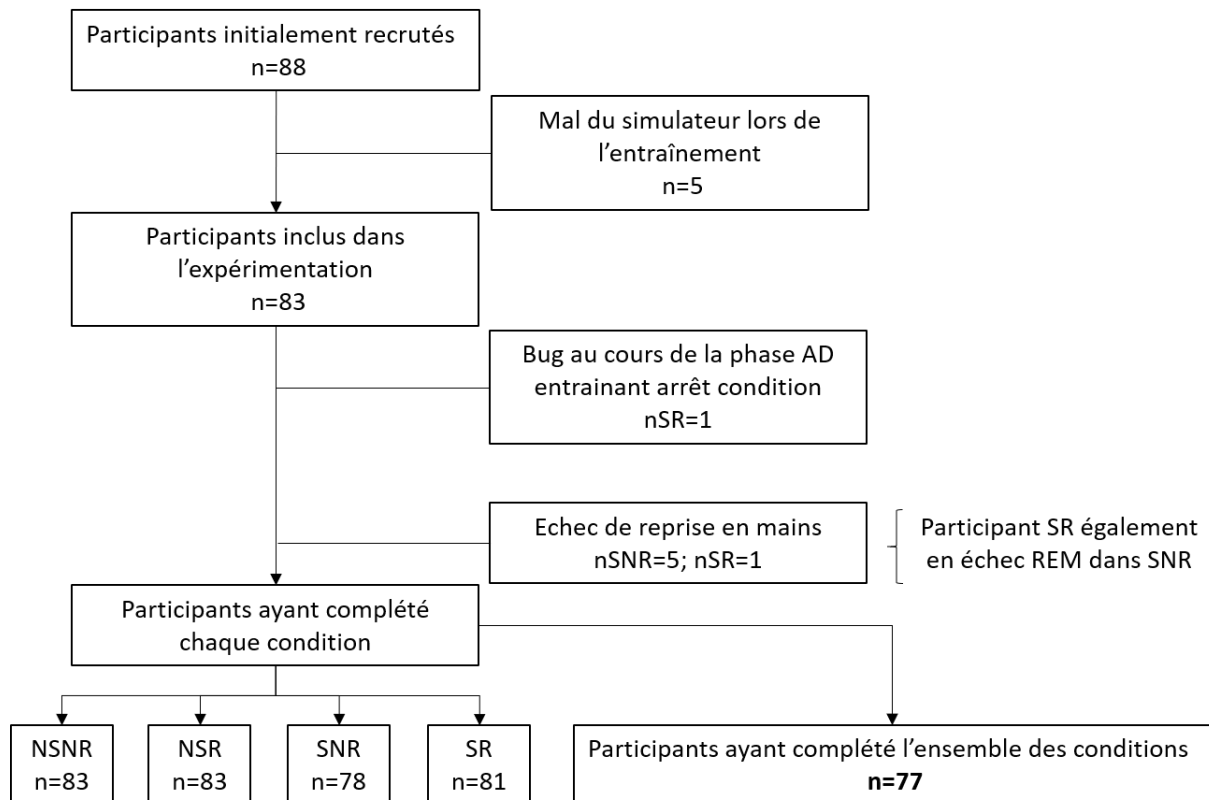 Participants initialement recrutés
n=88
Mal du simulateur lors de
l'entraînement
n=5
Participants inclus dans
l'expérimentation
n=83
Bug au cours de la phase AD
entrainant arrêt condition
nSR=1
Echec de reprise en mains
nSNR=5; nSR=1
Participant SR également
en échec REM dans SNR
Participants ayant complété
chaque condition
NSNR
n=83
NSR
n=83
SNR
n=78
SR
n=81
Participants ayant complété l'ensemble des conditions
n=77